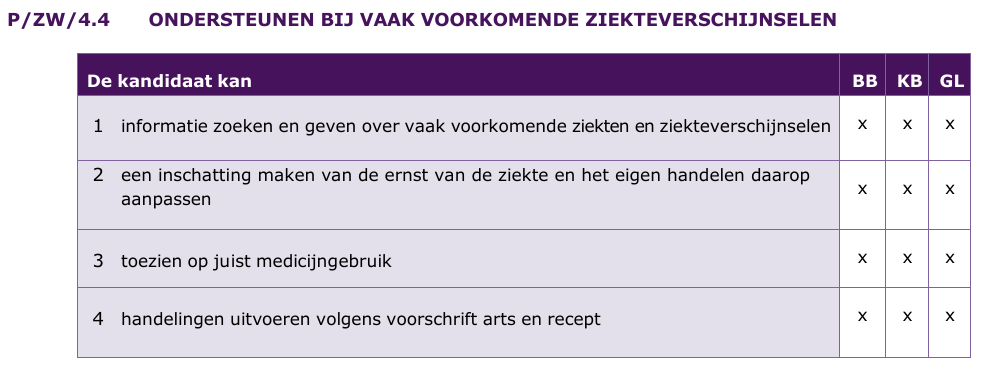 P/ZW/4.4 ONDERSTEUNEN BIJ VAAK VOORKOMENDE ZIEKTEVERSCHIJNSELEN
De kandidaat kan BB KB GL
1 informatie zoeken en geven over vaak voorkomende ziekten en ziekteverschijnselen x x x
2 een inschatting maken van de ernst van de ziekte en het eigen handelen daarop
aanpassen x x x
3 toezien op juist medicijngebruik x x x
4 handelingen uitvoeren volgens voorschrift arts en recept x x x